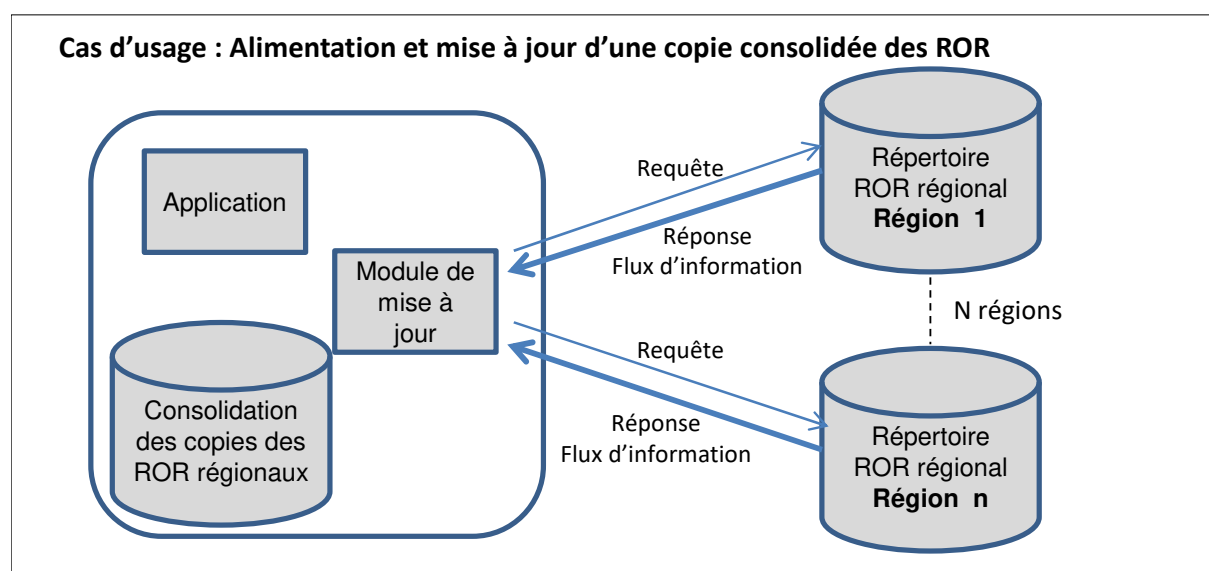 Cas d'usage : Alimentation et mise à jour d'une copie consolidée des ROR
Application
Module de
mise à
jour
Consolidation
des copies des
ROR régionaux
Requête
Réponse
Flux d'information
Requête
Réponse
Flux d'information
Répertoire
ROR régional
Région 1
N régions
Répertoire
ROR régional
Région n